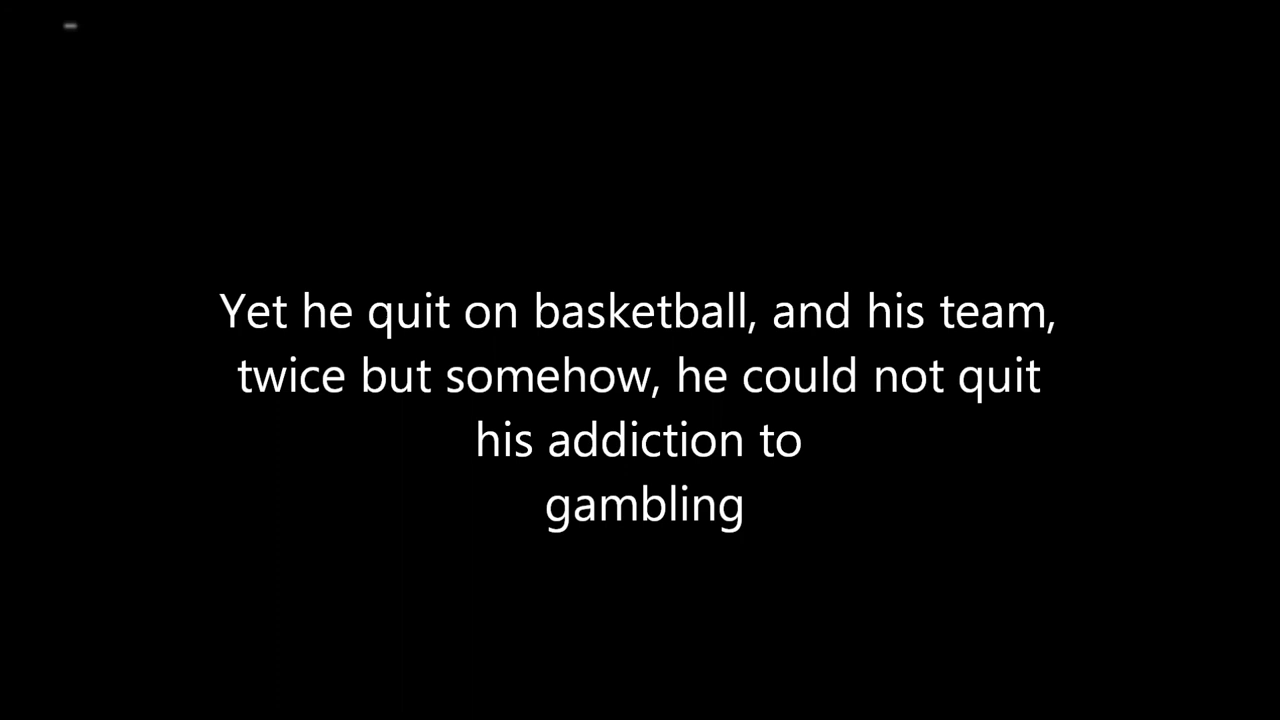 Yet he quit on basketball, and his team,
twice but somehow, he could not quit
his addiction to
gambling